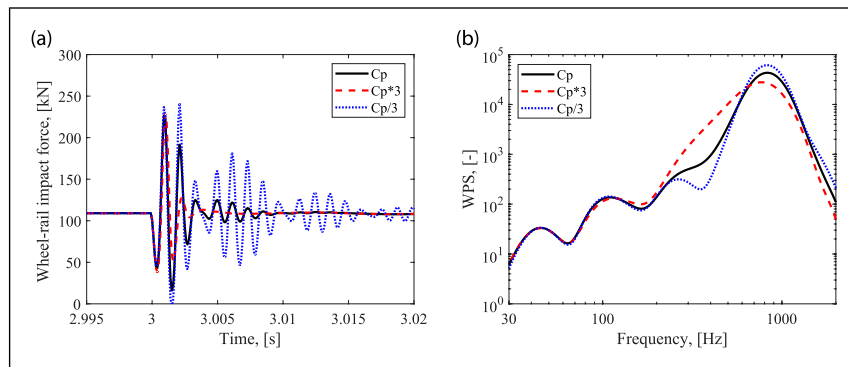 (a)
300
250
200
150
100
50
0
Wheel-rail impact force, [kN]
Cp
Cp*3
Cp/3
2.995
3
3.005
3.01
3.015
3.02
Time, [s]
(b)
10^5
10^4
10^3
10^2
10^1
10^0
WPS, [-]
Cp
Cp*3
Cp/3
30
100
1000
Frequency, [Hz]